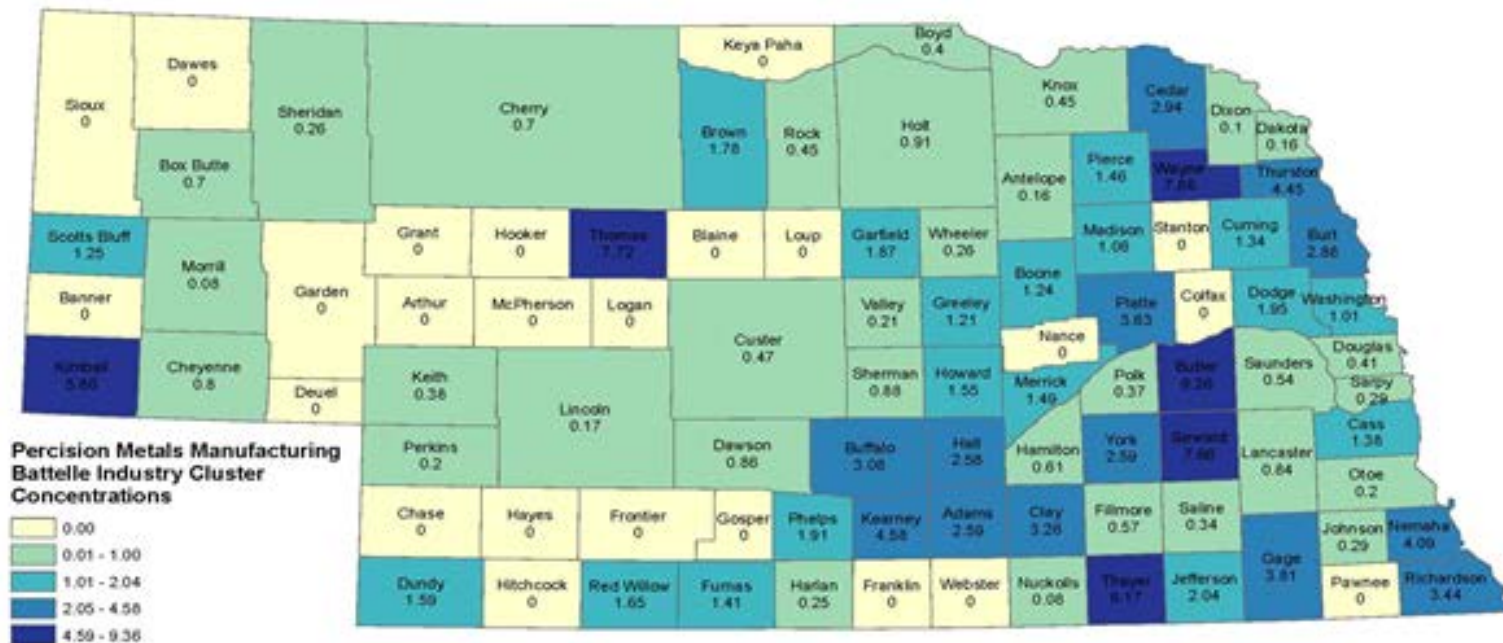 Keya Paha
0
Boyd
0.4
Dawes
0
Sioux
0
Sheridan
0.26
Cherry
0.7
Brown
1.78
Rock
0.45
Holt
0.91
Knox
0.45
Cedar
2.94
Dixon
0.1
Dakota
0.16
Box Butte
0.7
Antelope
0.16
Pierce
1.46
Wayne
Thurston
4.45
Scotts Bluff
1.25
Morrill
0.08
Garden
0
Grant
0
Hooker
0
Thomas
7.72
Blaine
0
Loup
0
Garfield
1.87
Wheeler
0.26
Boone
1.24
Madison
1.06
Stanton
0
Cuming
1.34
Burt
2.88
Banner
0
Arthur
0
McPherson
0
Logan
0
Custer
0.47
Valley
0.21
Greeley
1.21
Platte
3.63
Colfax
0
Dodge
1.95
Washington
1.01
Nance
0
Kimball
Cheyenne
0.8
Deuel
0
Keith
0.38
Lincoln
0.17
Sherman
0.88
Howard
1.55
Merrick
1.49
Polk
0.37
Butler
Saunders
0.54
Douglas
0.41
Sarpy
0.29
Perkins
0.2
Dawson
0.86
Buffalo
3.08
Hall
2.58
Hamilton
0.61
York
2.59
Seward
Lancaster
0.84
Cass
1.38
Otoe
0.2
Chase
0
Hayes
0
Frontier
0
Gosper
0
Phelps
1.91
Kearney
4.58
Adams
2.59
Clay
3.26
Fillmore
0.57
Saline
0.34
Gage
3.81
Johnson
0.29
Nemaha
4.09
Dundy
1.59
Hitchcock
0
Red Willow
1.65
Furnas
1.41
Harlan
0.25
Franklin
0
Webster
0
Nuckolls
0.08
Thayer
Jefferson
2.04
Pawnee
0
Richardson
3.44
Percision Metals Manufacturing
Battelle Industry Cluster
Concentrations
0.00
0.01 - 1.00
1.01 - 2.04
2.05 - 4.58
4.59 - 9.36